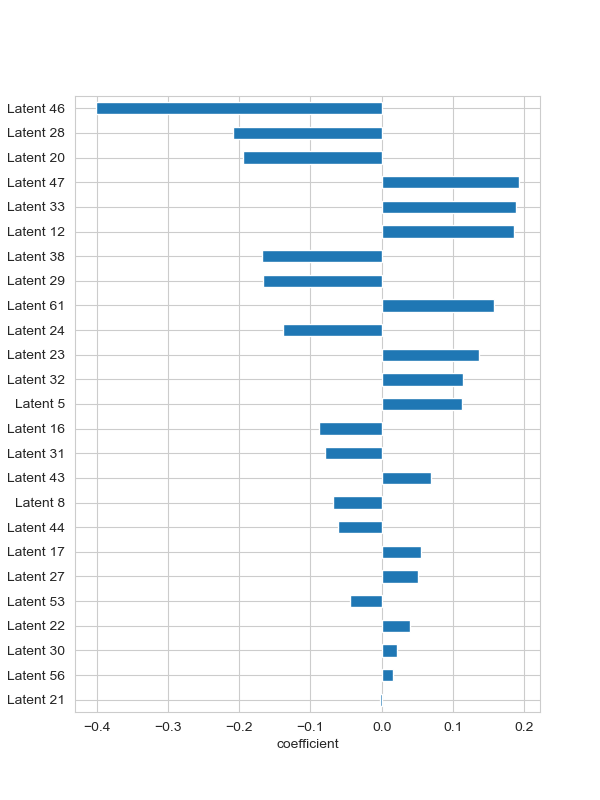 Latent 46
Latent 28
Latent 20
Latent 47
Latent 33
Latent 12
Latent 38
Latent 29
Latent 61
Latent 24
Latent 23
Latent 32
Latent 5
Latent 16
Latent 31
Latent 43
Latent 8
Latent 44
Latent 17
Latent 27
Latent 53
Latent 22
Latent 30
Latent 56
Latent 21
−0.4 −0.3 −0.2 −0.1 0.0 0.1 0.2
coefficient